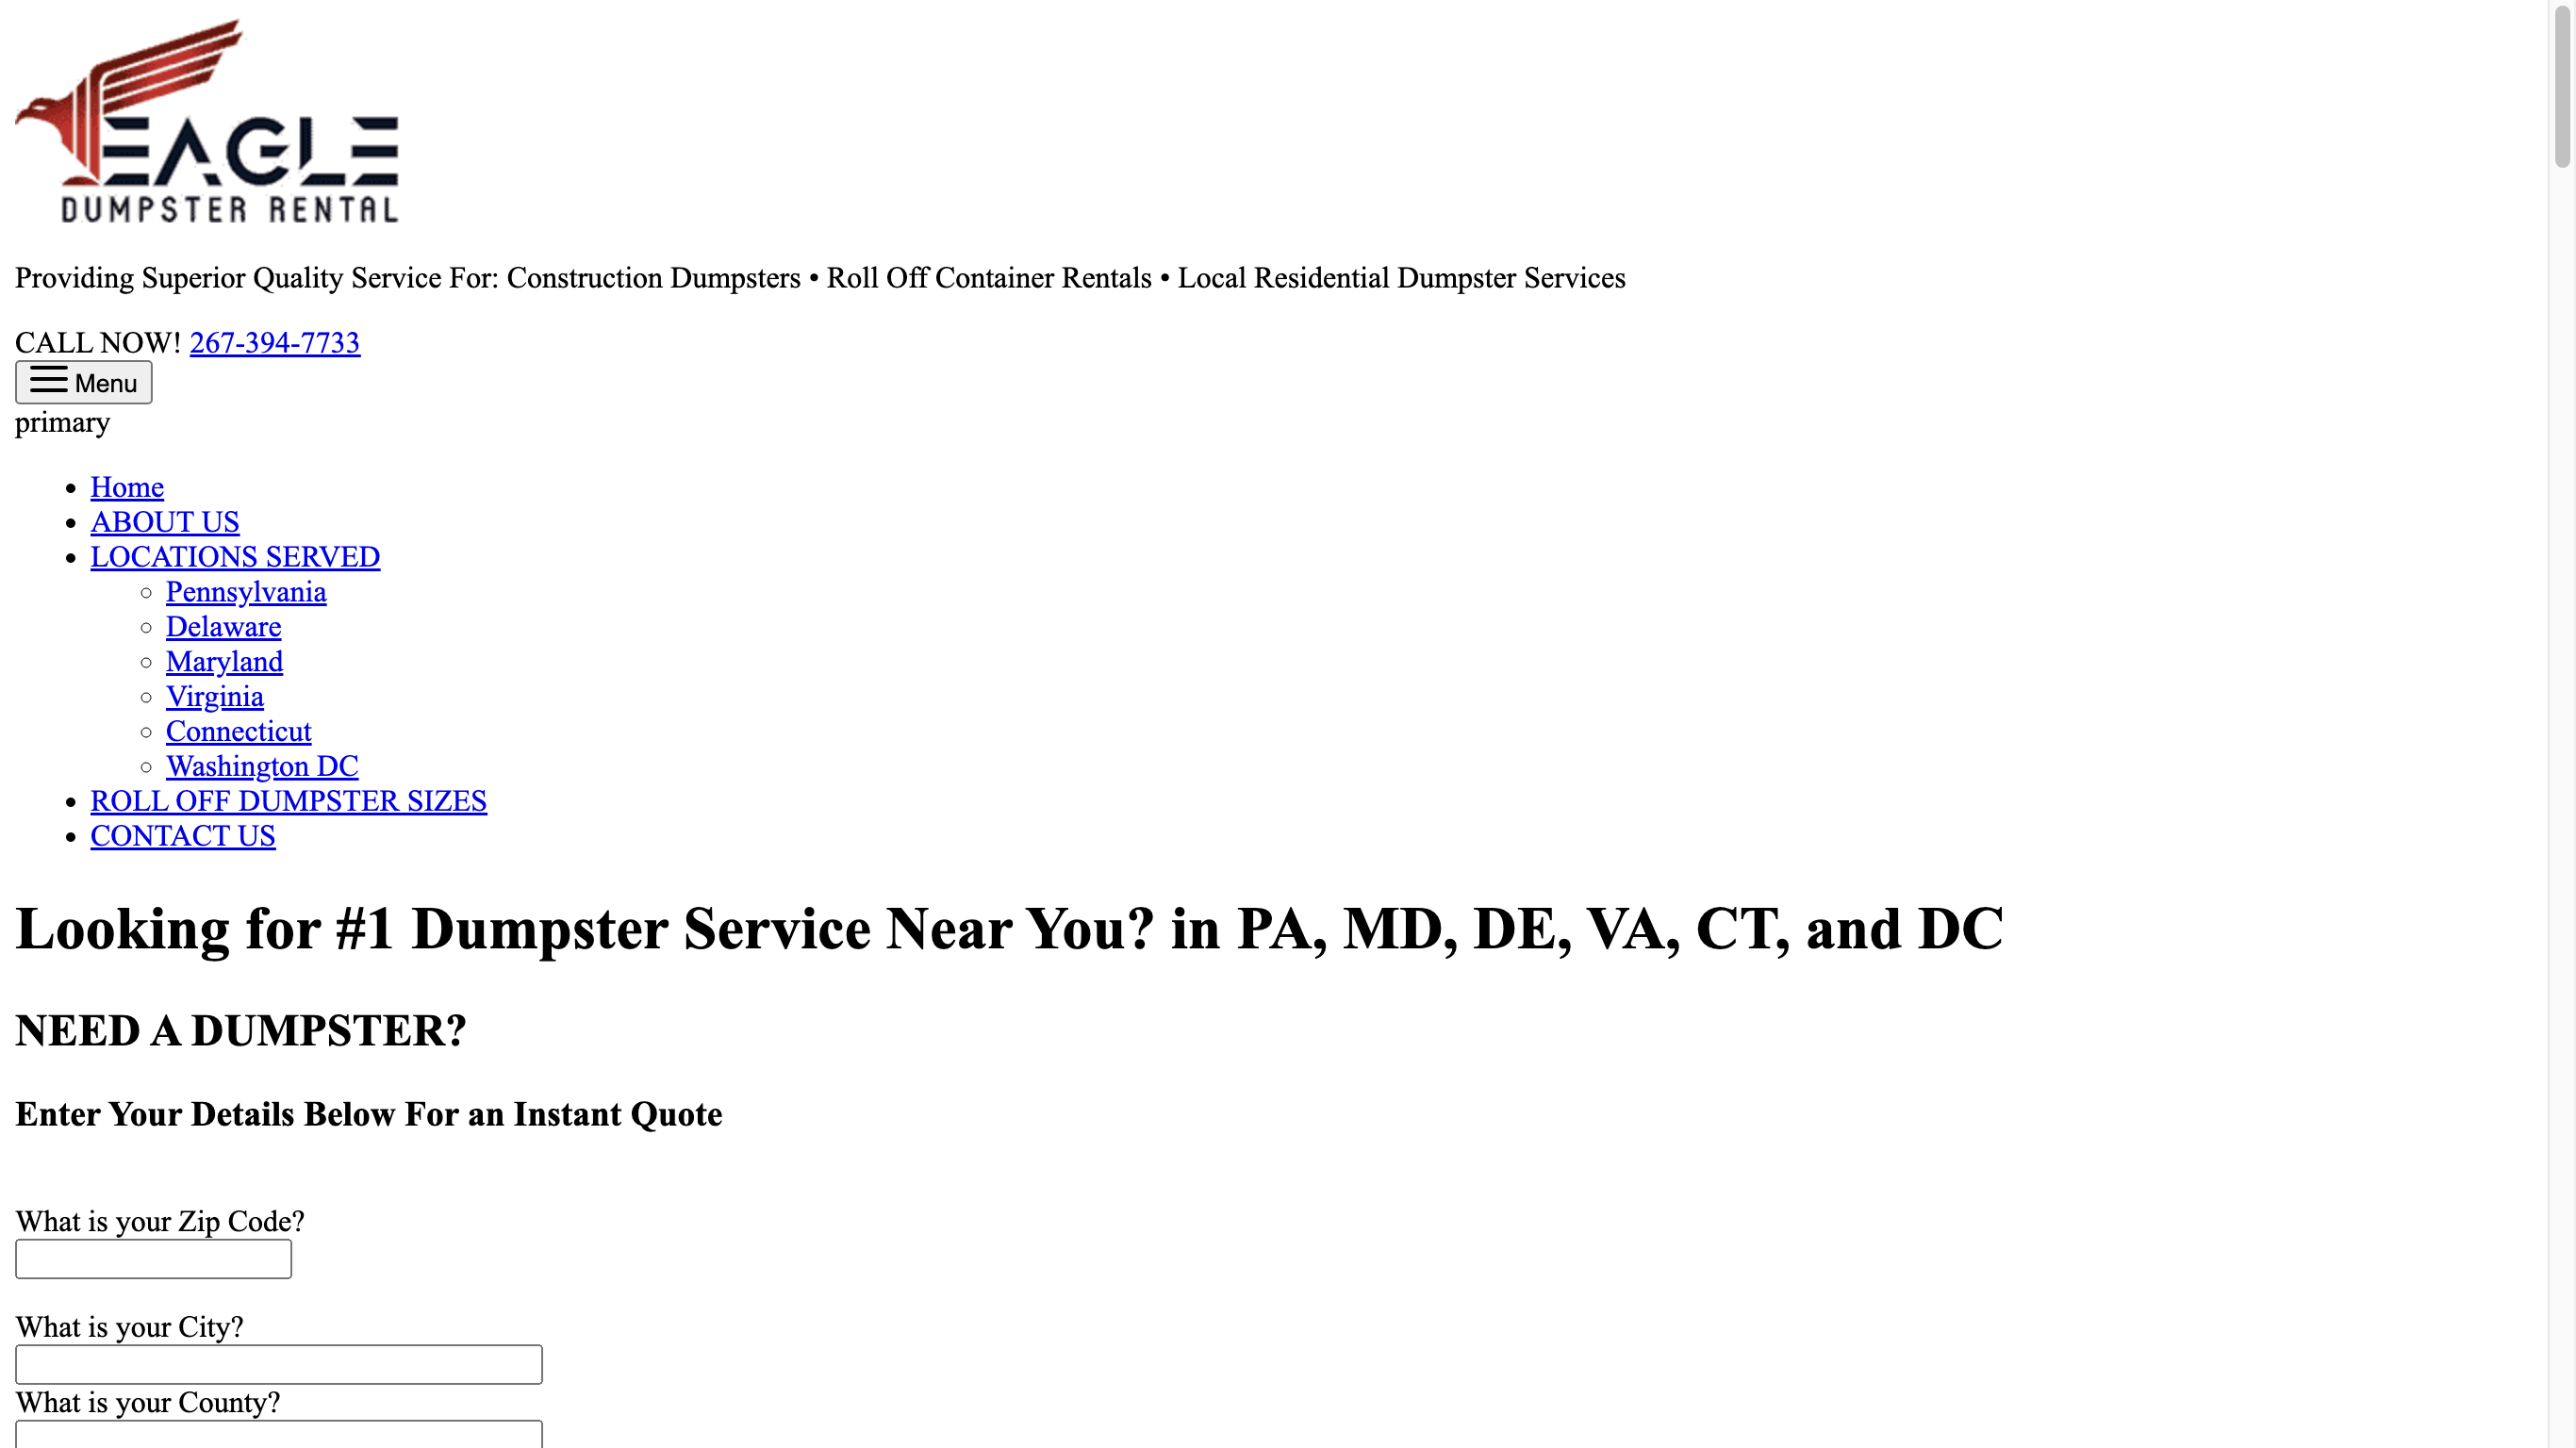 EAGLE
DUMPSTER RENTAL
Providing Superior Quality Service For: Construction Dumpsters • Roll Off Container Rentals • Local Residential Dumpster Services
CALL NOW! 267-394-7733
Menu
primary
Home
ABOUT US
LOCATIONS SERVED
Pennsylvania
Delaware
Maryland
Virginia
Connecticut
Washington DC
ROLL OFF DUMPSTER SIZES
CONTACT US
Looking for #1 Dumpster Service Near You? in PA, MD, DE, VA, CT, and DC
NEED A DUMPSTER?
Enter Your Details Below For an Instant Quote
What is your Zip Code?
What is your City?
What is your County?